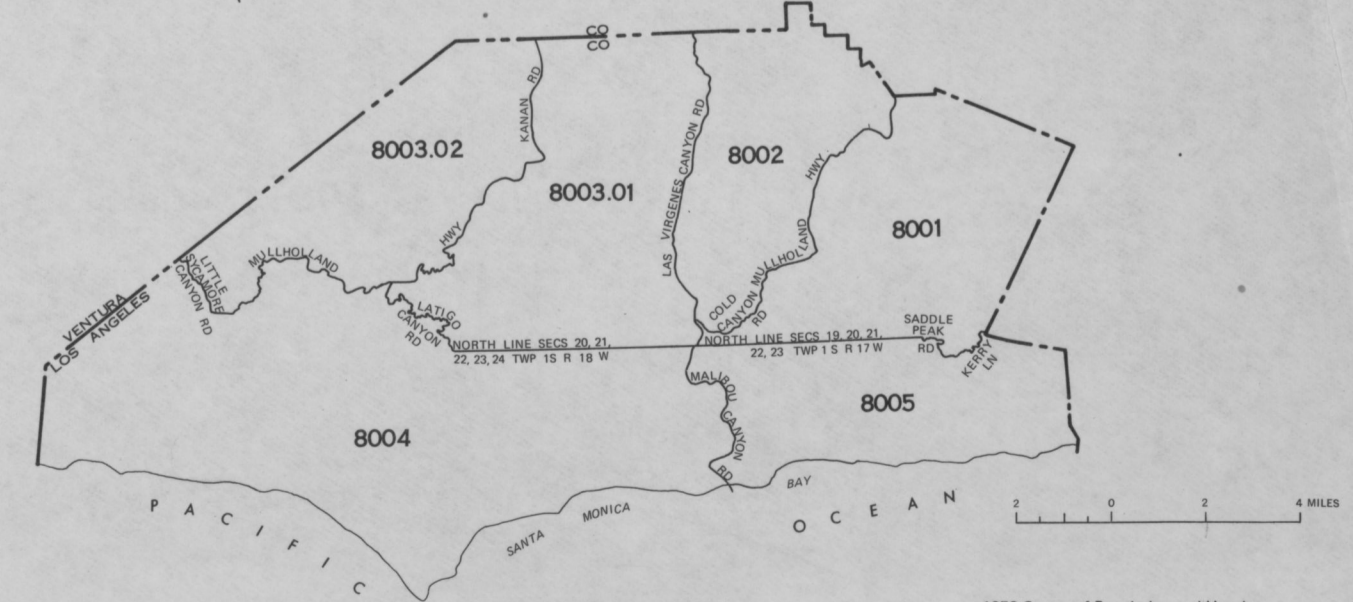 CO
CO
KANAN RD
8003.02
8003.01
LAS VIRGENES CANYON RD
8002
MULLHOLLAND HWY
8001
VENTURA
LOS ANGELES
LITTLE
SYCAMORE
CANYON RD
MULLHOLLAND HWY
LATIGO
CANYON
RD
COLD
CANYON
RD
NORTH LINE SECS 20, 21,
22, 23, 24 TWP 1S R 18 W
NORTH LINE SECS 19, 20, 21,
22, 23 TWP 1 S R 17 W
SADDLE
PEAK
RD
KERRY
LN
MALIBOU CANYON RD
8004
8005
PACIFIC
OCEAN
SANTA MONICA BAY
2 0 2 4 MILES